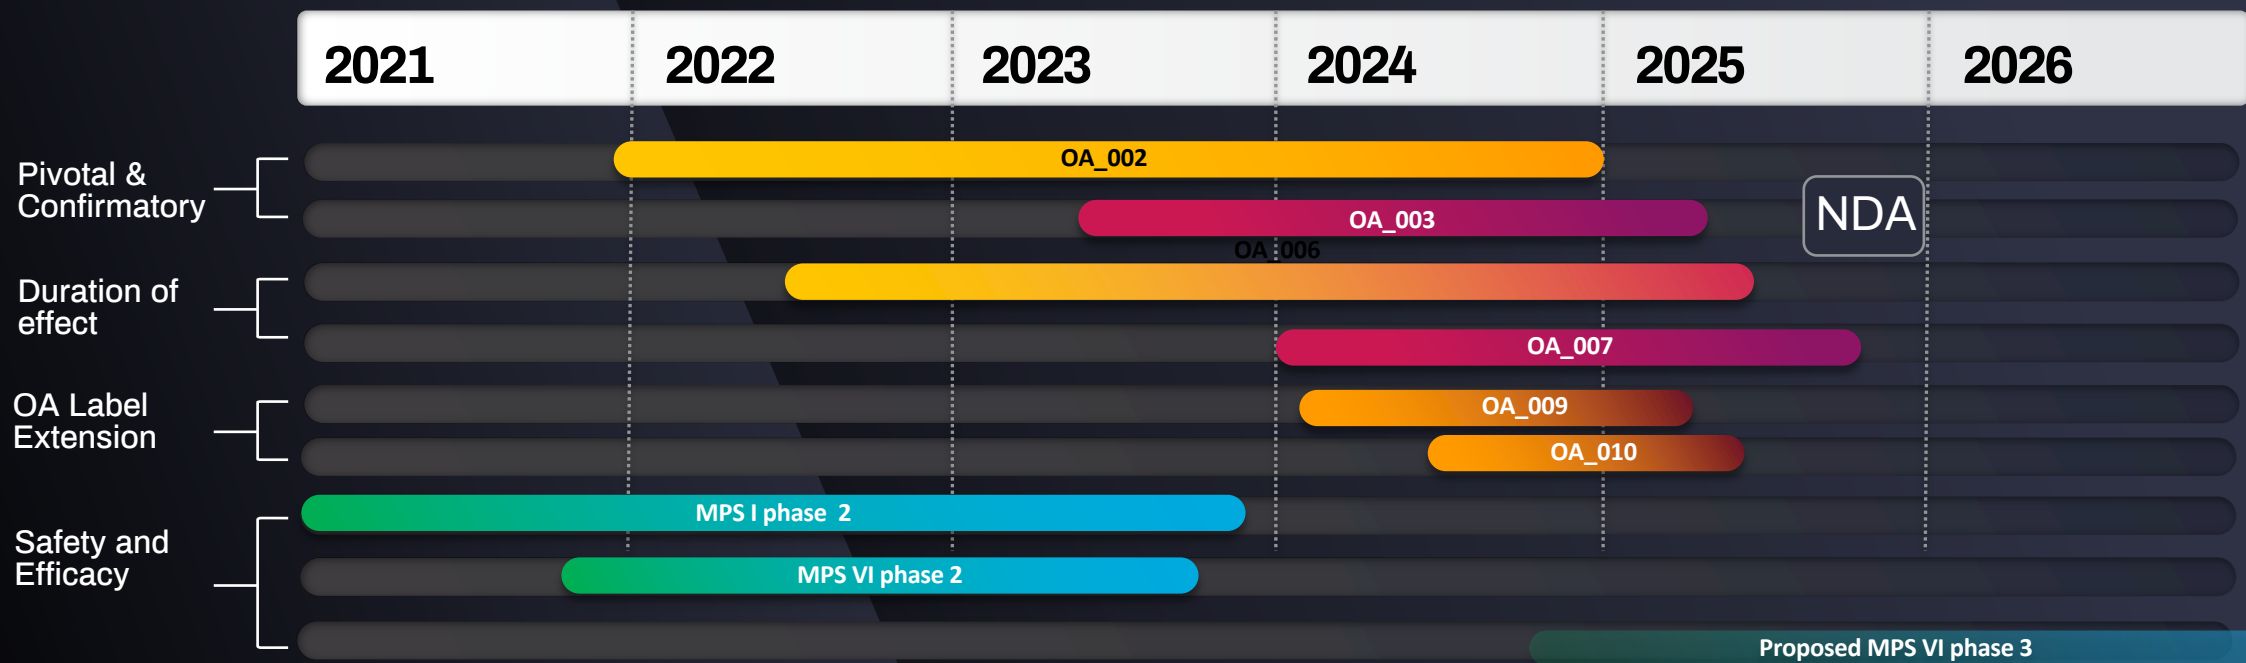 2021 2022 2023 2024 2025 2026
Pivotal &
Confirmatory
OA_002
OA_003
NDA
OA_006
Duration of
effect
OA_007
OA Label
Extension
OA_009
OA_010
MPS I phase  2
Safety and
Efficacy
MPS VI phase 2
Proposed MPS VI phase 3